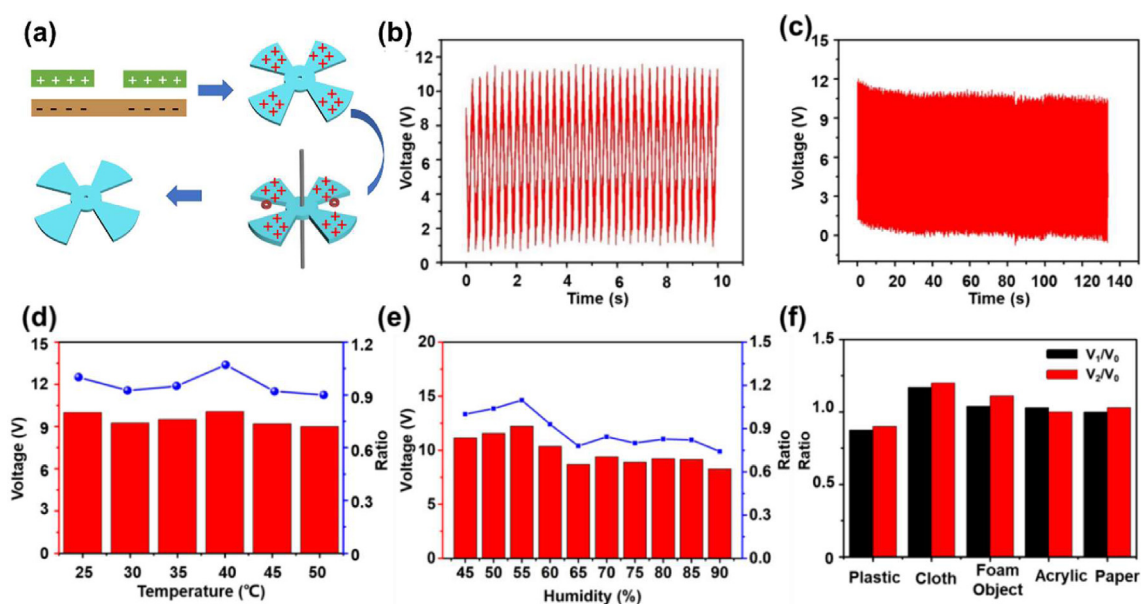 (a)
+ + + +
+ + + +
- - - -
- - - -
(b)
Voltage (V)
12
10
8
6
4
2
0
0
2
4
6
8
10
Time (s)
(c)
Voltage (V)
15
12
9
6
3
0
0
20
40
60
80
100
120
140
Time (s)
(d)
Voltage (V)
15
12
9
6
3
0
25
30
35
40
45
50
Temperature (℃)
1.2
0.9
0.6
0.3
0
Ratio
(e)
Voltage (V)
20
15
10
5
0
45
50
55
60
65
70
75
80
85
90
Humidity (%)
1.5
1.2
0.9
0.6
0.3
0.0
Ratio
(f)
Ratio
1.5
1.0
0.5
0.0
V₁/V₀
V₂/V₀
Plastic
Cloth
Foam
Object
Acrylic
Paper